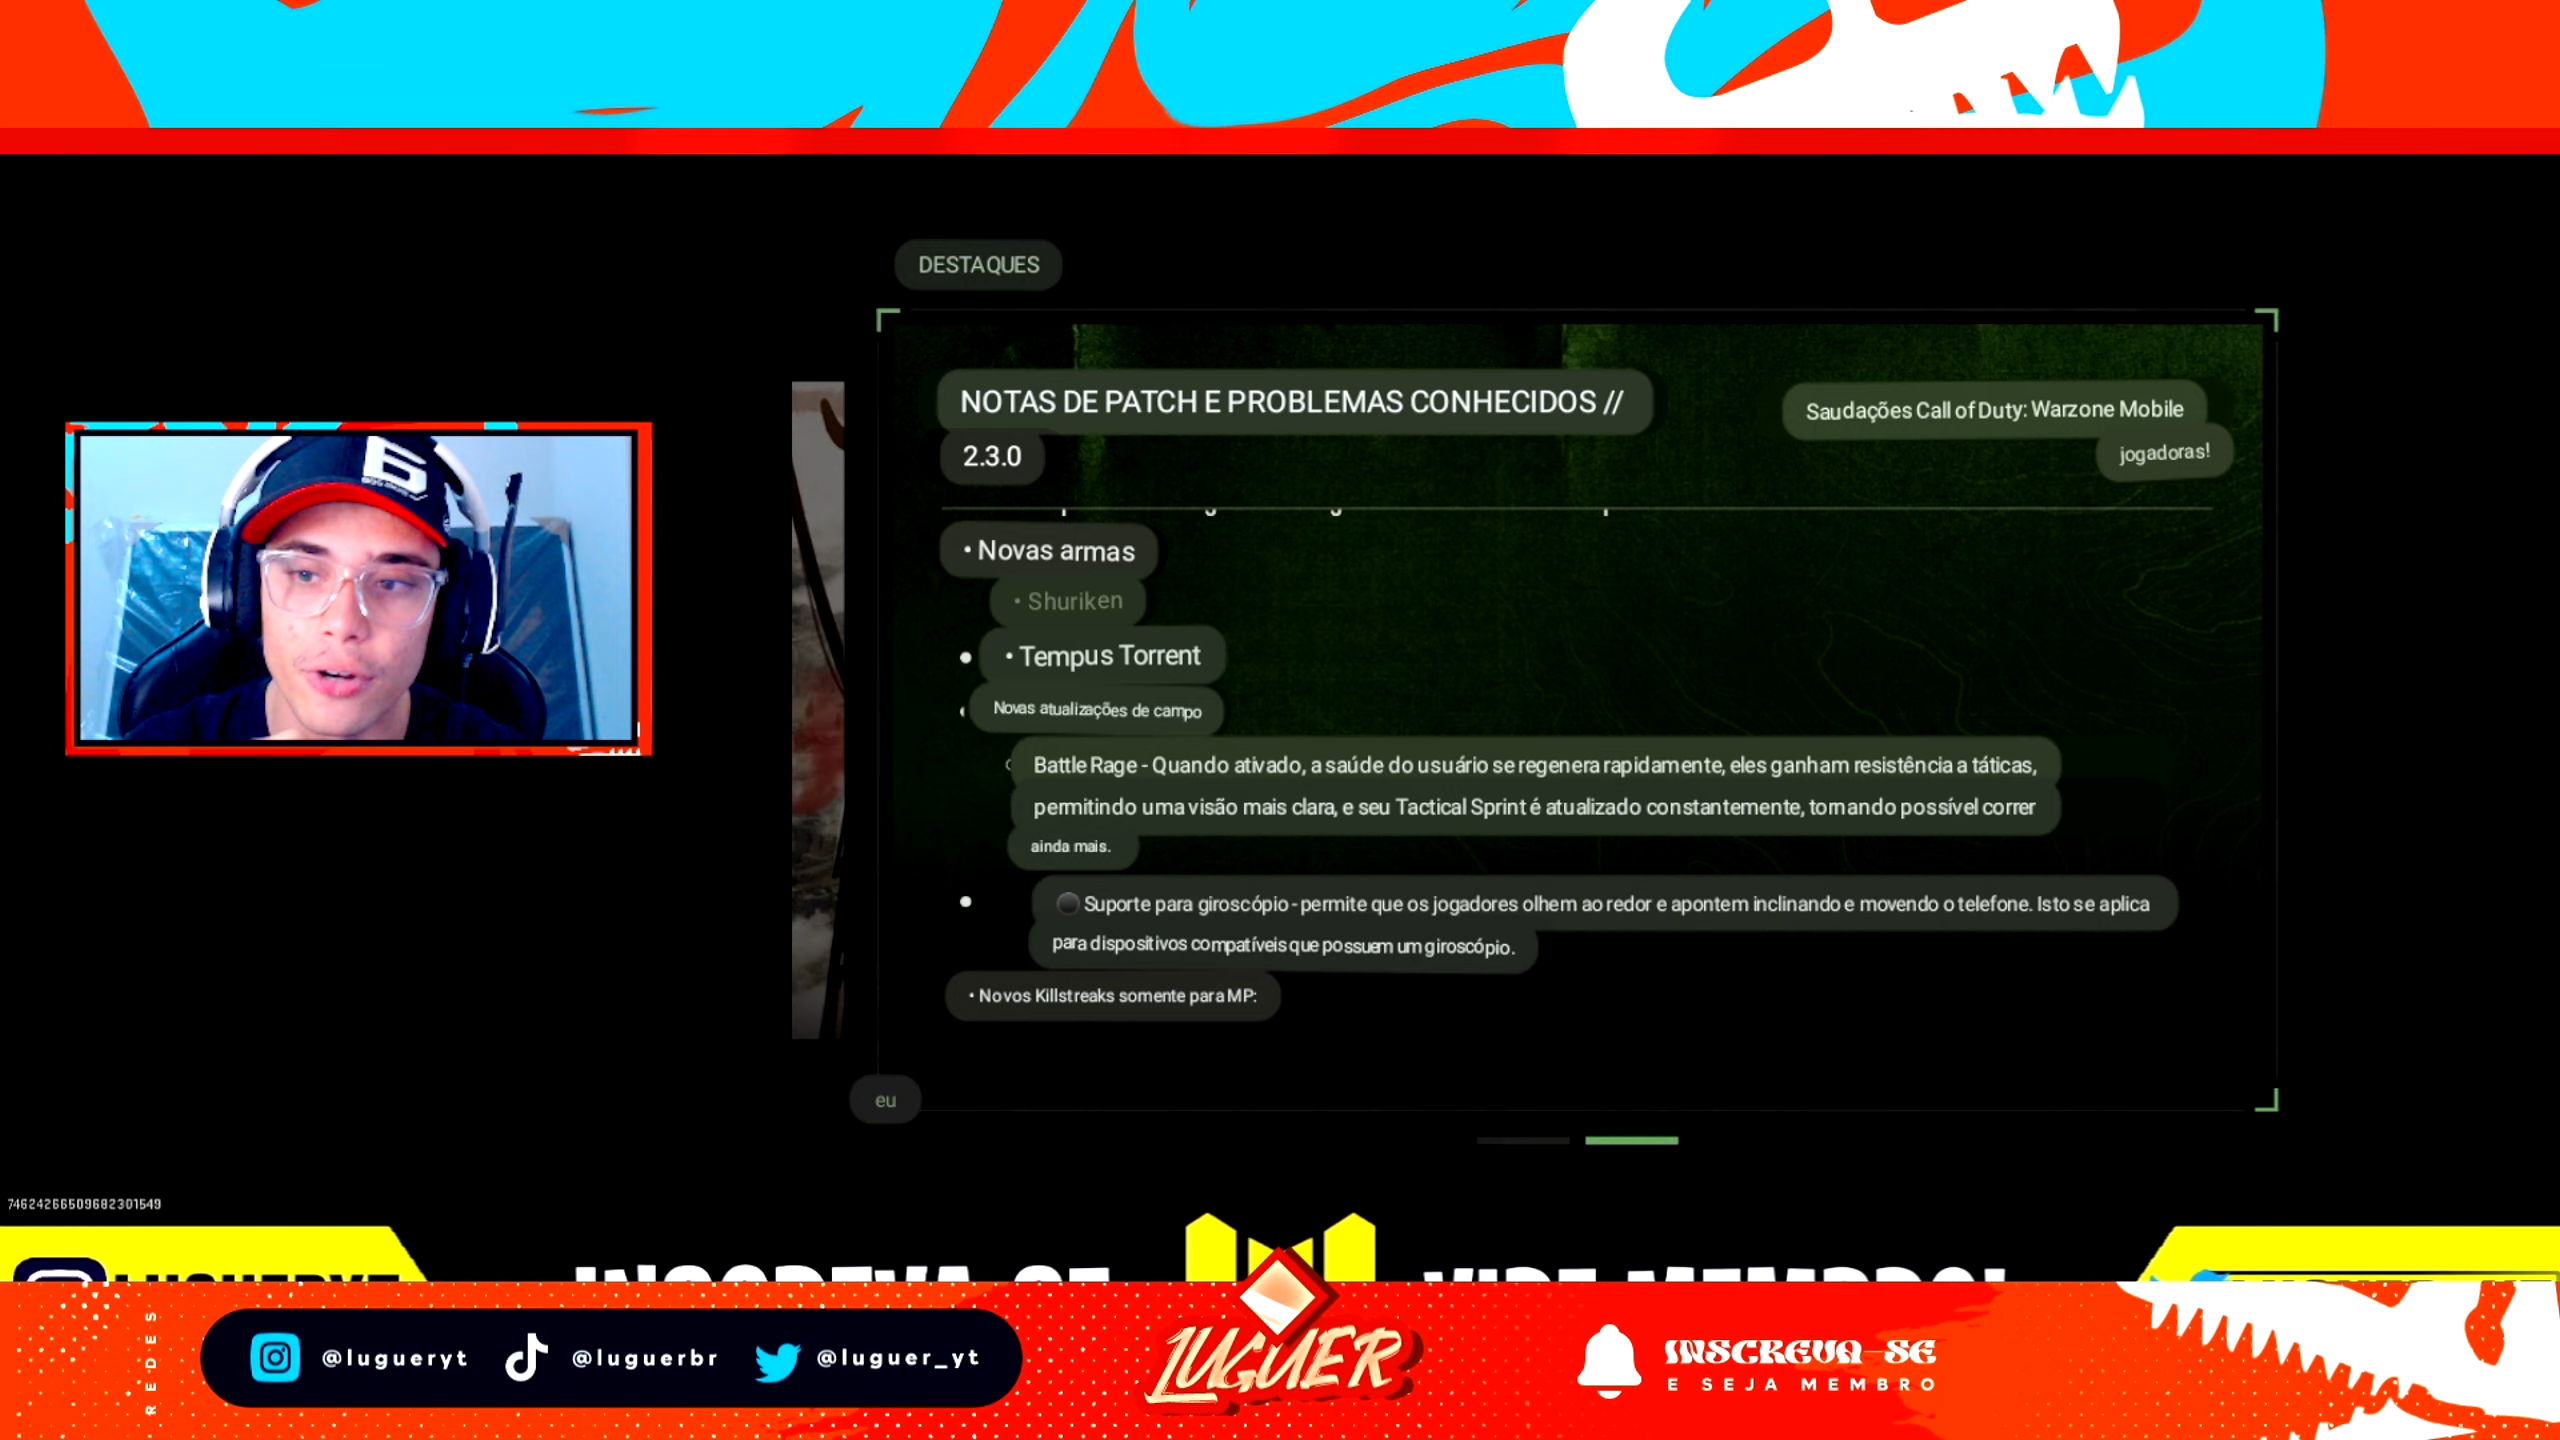 DESTAQUES
NOTAS DE PATCH E PROBLEMAS CONHECIDOS //
2.3.0
Saudações Call of Duty: Warzone Mobile
jogadoras!
• Novas armas
• Shuriken
• Tempus Torrent
Novas atualizações de campo
Battle Rage - Quando ativado, a saúde do usuário se regenera rapidamente, eles ganham resistência a táticas,
permitindo uma visão mais clara, e seu Tactical Sprint é atualizado constantemente, tornando possível correr
ainda mais.
Suporte para giroscópio - permite que os jogadores olhem ao redor e apontem inclinando e movendo o telefone. Isto se aplica
para dispositivos compatíveis que possuem um giroscópio.
• Novos Killstreaks somente para MP:
eu
74624266509682301549
REDES
@lugueryt
@luguerbr
@luguer_yt
LUGUER
INSCREVA-SE
E SEJA MEMBRO